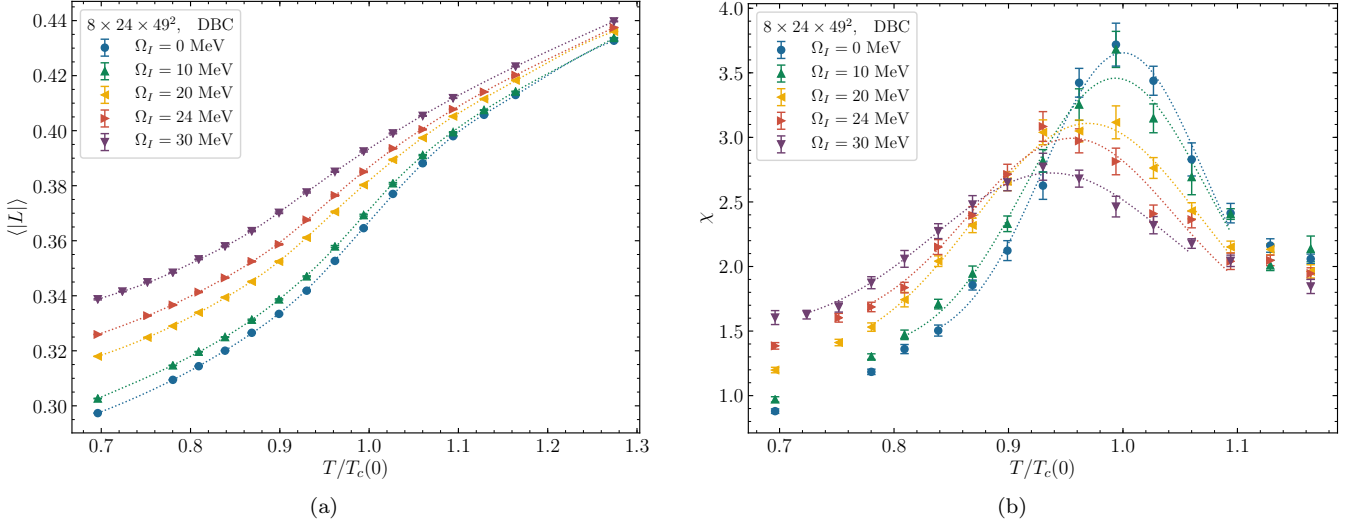 8 × 24 × 49², DBC
Ω_I = 0 MeV
Ω_I = 10 MeV
Ω_I = 20 MeV
Ω_I = 24 MeV
Ω_I = 30 MeV
⟨|L|⟩
0.44
0.42
0.40
0.38
0.36
0.34
0.32
0.30
0.7 0.8 0.9 1.0 1.1 1.2 1.3
T/T_c(0)
(a)
8 × 24 × 49², DBC
Ω_I = 0 MeV
Ω_I = 10 MeV
Ω_I = 20 MeV
Ω_I = 24 MeV
Ω_I = 30 MeV
χ
4.0
3.5
3.0
2.5
2.0
1.5
1.0
0.7 0.8 0.9 1.0 1.1
T/T_c(0)
(b)